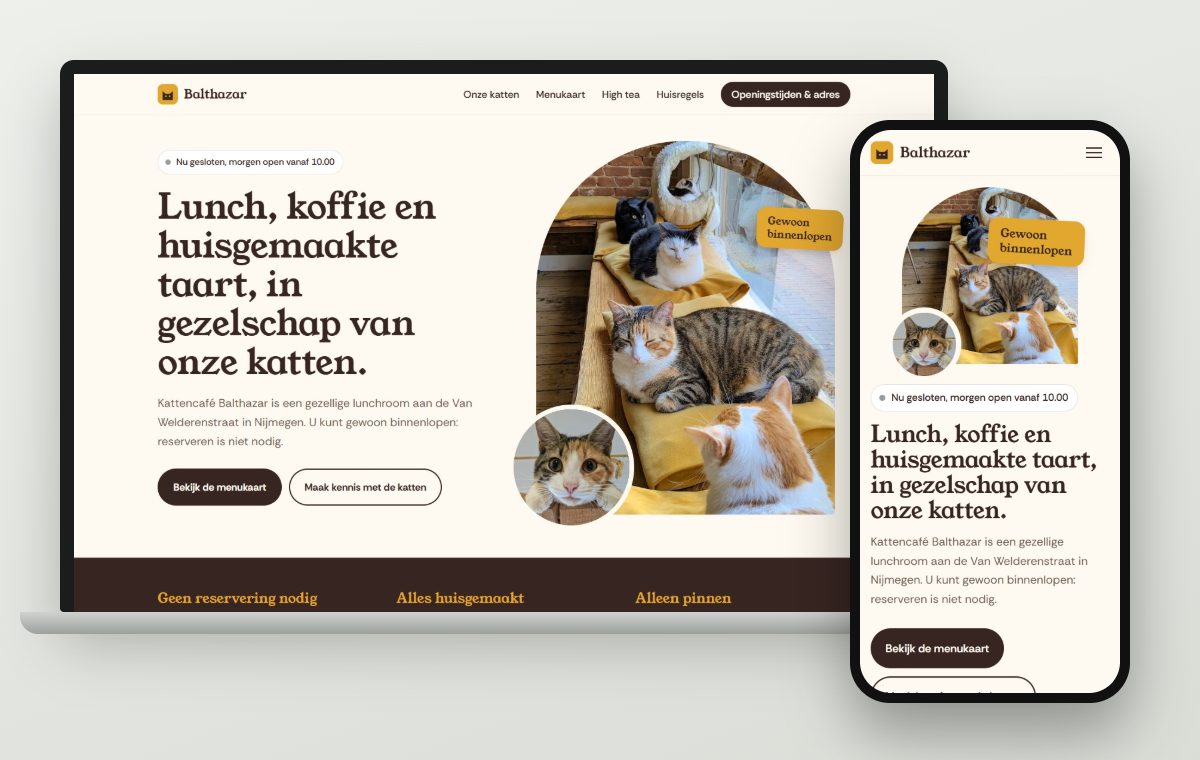 Balthazar
Onze katten
Menukaart
High tea
Huisregels
Openingstijden & adres
Nu gesloten, morgen open vanaf 10.00
Lunch, koffie en
huisgemaakte
taart, in
gezelschap van
onze katten.
Kattencafé Balthazar is een gezellige lunchroom aan de Van
Welderenstraat in Nijmegen. U kunt gewoon binnenlopen:
reserveren is niet nodig.
Bekijk de menukaart
Maak kennis met de katten
Gewoon
binnenlopen
Geen reservering nodig
Alles huisgemaakt
Alleen pinnen
Balthazar
Gewoon
binnenlopen
Nu gesloten, morgen open vanaf 10.00
Lunch, koffie en
huisgemaakte taart,
in gezelschap van
onze katten.
Kattencafé Balthazar is een gezellige
lunchroom aan de Van Welderenstraat in
Nijmegen. U kunt gewoon binnenlopen:
reserveren is niet nodig.
Bekijk de menukaart